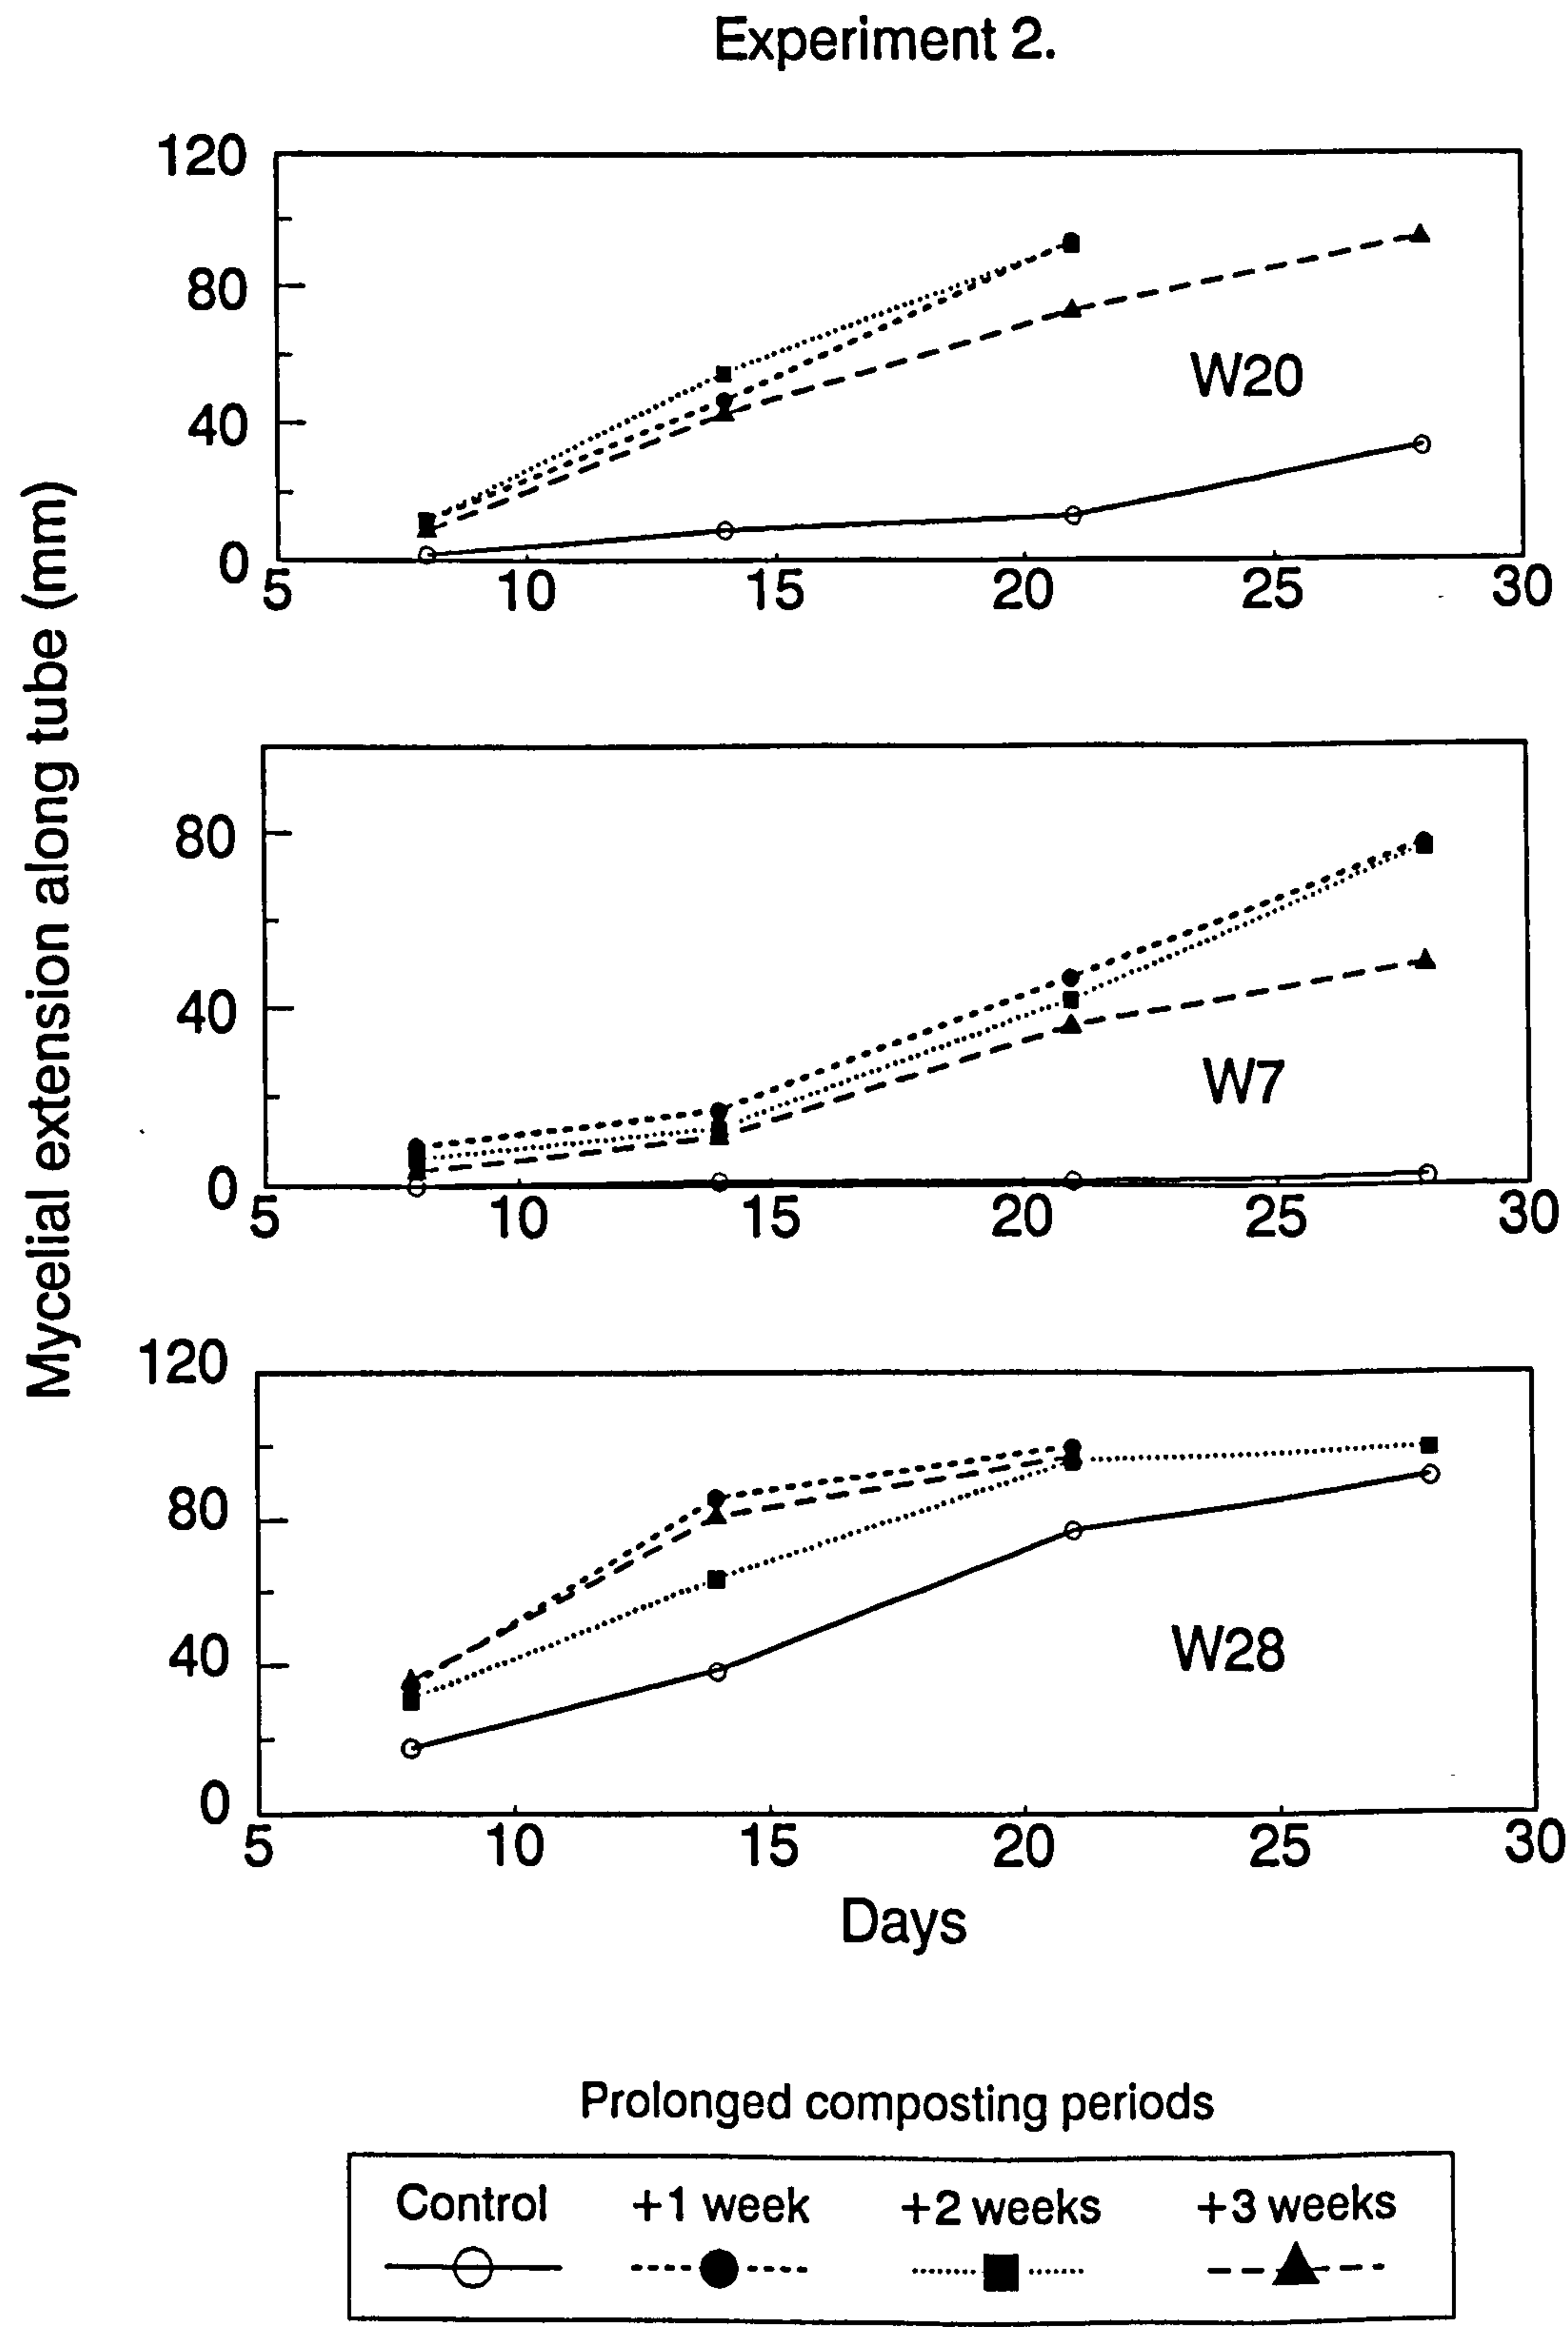 Experiment 2.
Mycelial extension along tube (mm)
120
80
40
0
5 10 15 20 25 30
W20
80
40
0
5 10 15 20 25 30
W7
120
80
40
0
5 10 15 20 25 30
W28
Days
Prolonged composting periods
Control +1 week +2 weeks +3 weeks